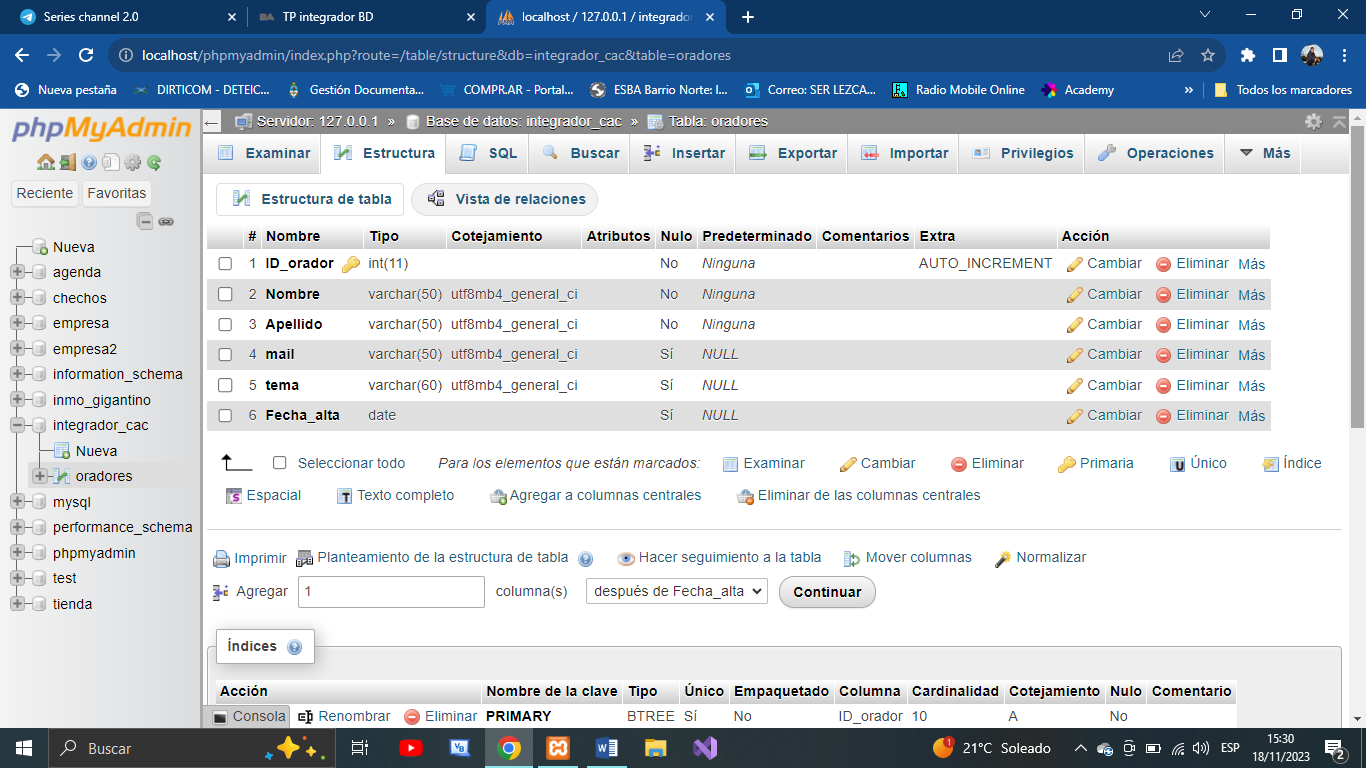 Series channel 2.0
TP integrador BD
localhost / 127.0.0.1 / integrador
localhost/phpmyadmin/index.php?route=/table/structure&db=integrador_cac&table=oradores
Nueva pestaña
DIRTICOM - DETEIC...
Gestión Documenta...
COMPR.AR - Portal...
ESBA Barrio Norte: I...
Correo: SER LEZCA...
Radio Mobile Online
Academy
»
Todos los marcadores
phpMyAdmin
Reciente Favoritas
Nueva
agenda
chechos
empresa
empresa2
information_schema
inmo_gigantino
integrador_cac
Nueva
oradores
mysql
performance_schema
phpmyadmin
test
tienda
Servidor: 127.0.0.1 » Base de datos: integrador_cac » Tabla: oradores
Examinar Estructura SQL Buscar Insertar Exportar Importar Privilegios Operaciones Más
Estructura de tabla Vista de relaciones
# Nombre Tipo Cotejamiento Atributos Nulo Predeterminado Comentarios Extra Acción
1 ID_orador int(11) No Ninguna AUTO_INCREMENT Cambiar Eliminar Más
2 Nombre varchar(50) utf8mb4_general_ci No Ninguna Cambiar Eliminar Más
3 Apellido varchar(50) utf8mb4_general_ci No Ninguna Cambiar Eliminar Más
4 mail varchar(50) utf8mb4_general_ci Sí NULL Cambiar Eliminar Más
5 tema varchar(60) utf8mb4_general_ci Sí NULL Cambiar Eliminar Más
6 Fecha_alta date Sí NULL Cambiar Eliminar Más
Seleccionar todo Para los elementos que están marcados: Examinar Cambiar Eliminar Primaria Único Índice
Espacial Texto completo Agregar a columnas centrales Eliminar de las columnas centrales
Imprimir Planteamiento de la estructura de tabla Hacer seguimiento a la tabla Mover columnas Normalizar
Agregar 1 columna(s) después de Fecha_alta Continuar
Índices
Acción Nombre de la clave Tipo Único Empaquetado Columna Cardinalidad Cotejamiento Nulo Comentario
Consola Renombrar Eliminar PRIMARY BTREE Sí No ID_orador 10 A No
Buscar
21°C Soleado
ESP
15:30
18/11/2023
2